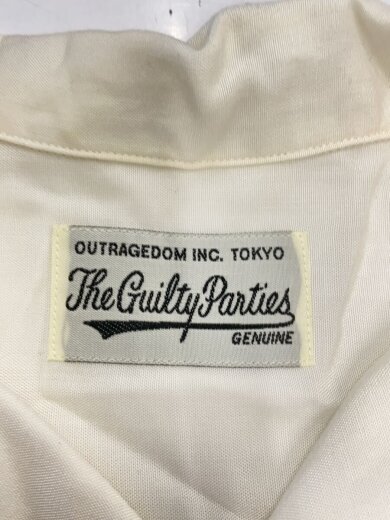 OUTRAGEDOM INC. TOKYO
The Guilty Parties
GENUINE